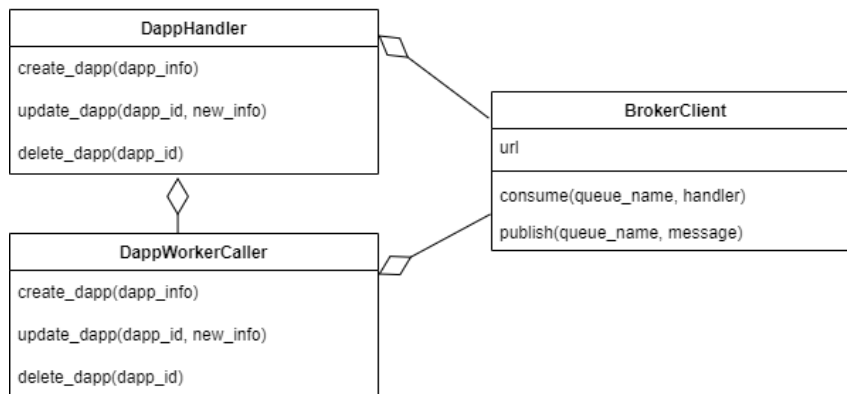 DappHandler
create_dapp(dapp_info)
update_dapp(dapp_id, new_info)
delete_dapp(dapp_id)
BrokerClient
url
consume(queue_name, handler)
publish(queue_name, message)
DappWorkerCaller
create_dapp(dapp_info)
update_dapp(dapp_id, new_info)
delete_dapp(dapp_id)